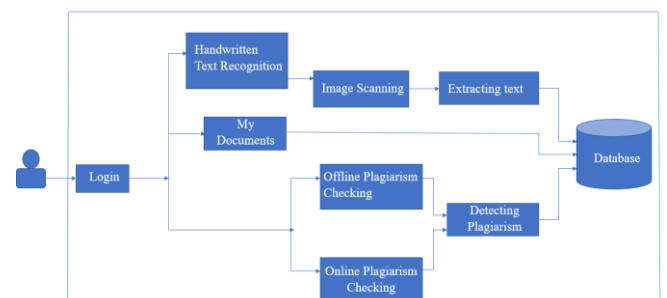 Handwritten
Text Recognition
Image Scanning
Extracting text
My
Documents
Database
Login
Offline Plagiarism
Checking
Detecting
Plagiarism
Online Plagiarism
Checking